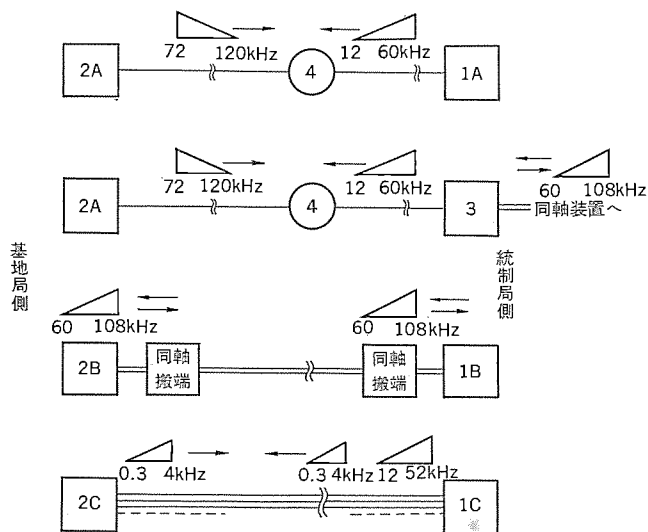 72 120kHz 12 60kHz
2A 4 1A
72 120kHz 12 60kHz 60 108kHz
2A 4 3 同軸装置へ
基地局側
統制局側
60 108kHz 60 108kHz
2B 同軸搬端 同軸搬端 1B
0.3 4kHz 0.3 4kHz 12 52kHz
2C 1C